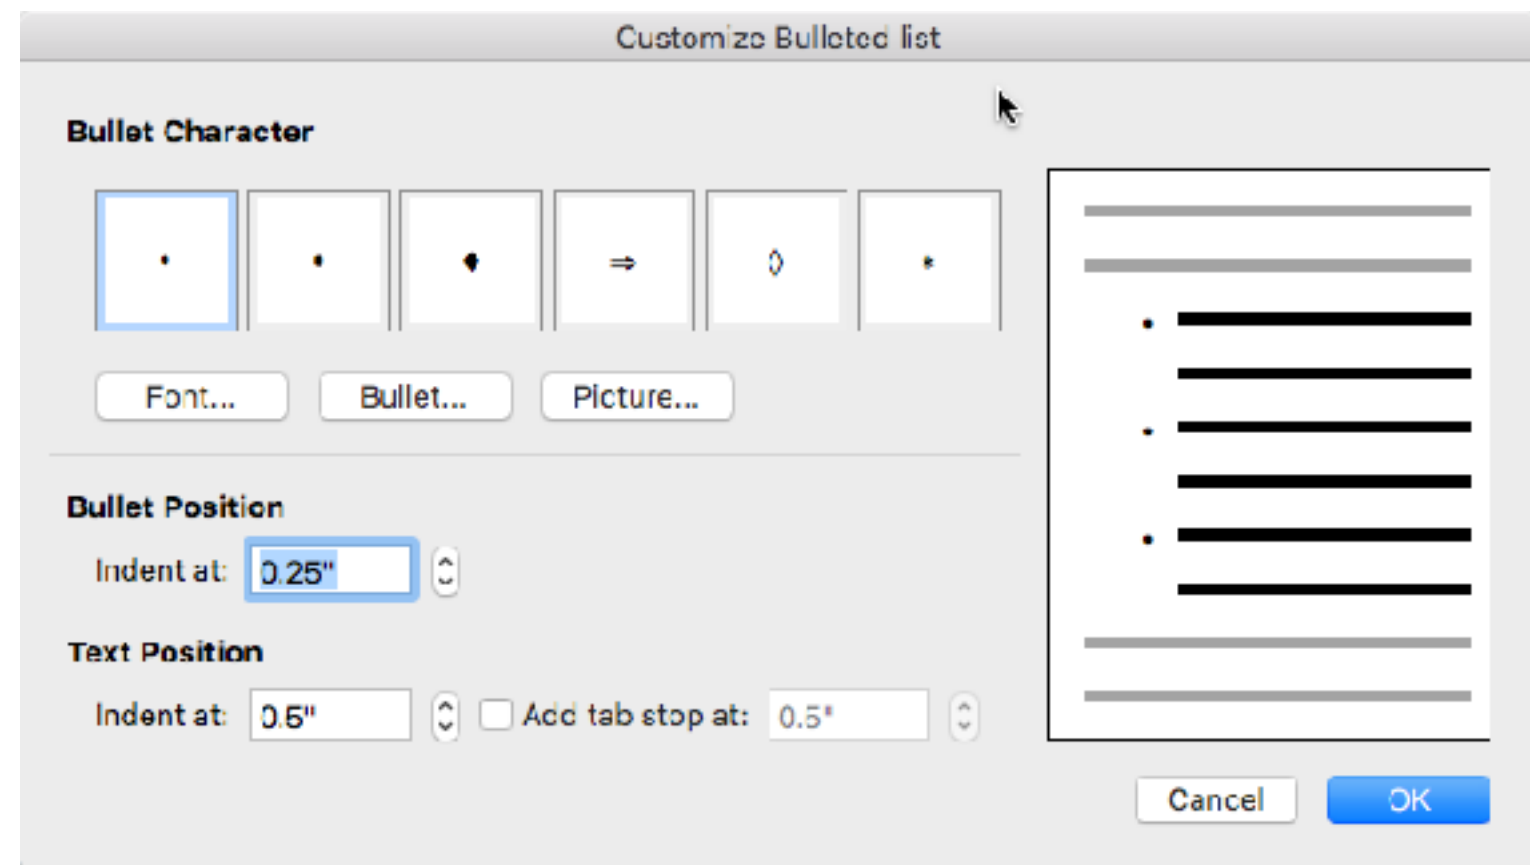 Customize Bulleted list
Bullet Character
Font... Bullet... Picture...
Bullet Position
Indent at: 0.25"
Text Position
Indent at: 0.5" Add tab stop at: 0.5"
Cancel OK